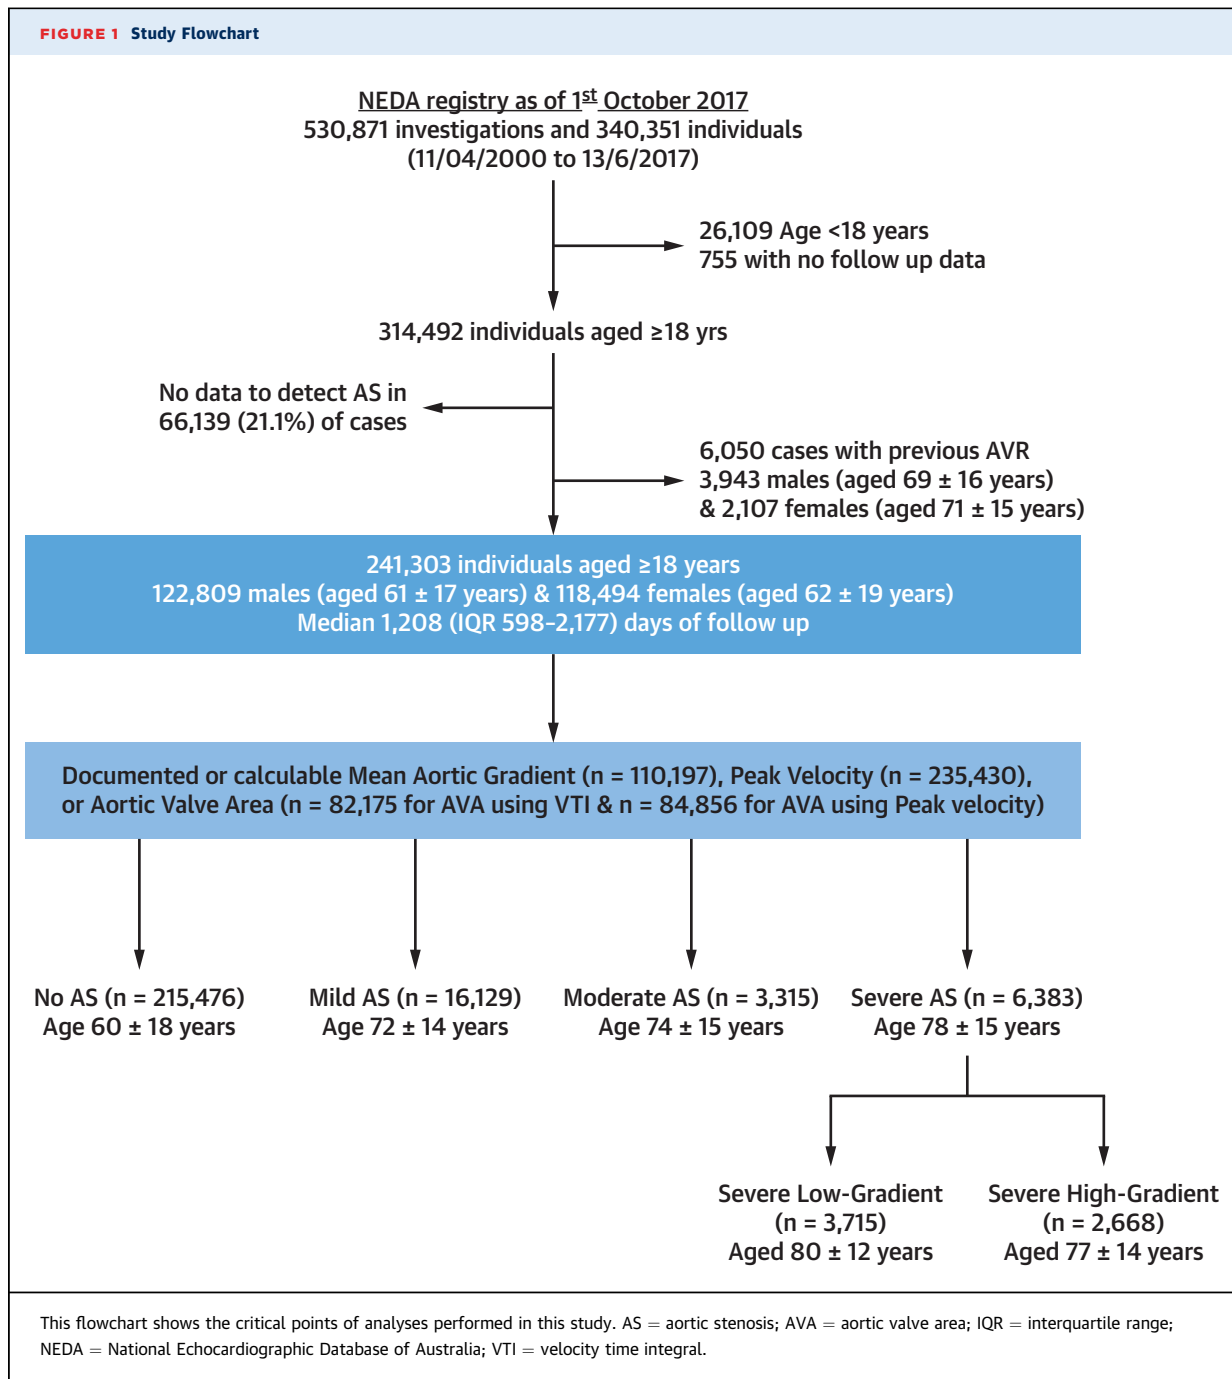 FIGURE 1 Study Flowchart
NEDA registry as of 1st October 2017
530,871 investigations and 340,351 individuals
(11/04/2000 to 13/6/2017)
26,109 Age <18 years
755 with no follow up data
314,492 individuals aged ≥18 yrs
No data to detect AS in
66,139 (21.1%) of cases
6,050 cases with previous AVR
3,943 males (aged 69 ± 16 years)
& 2,107 females (aged 71 ± 15 years)
241,303 individuals aged ≥18 years
122,809 males (aged 61 ± 17 years) & 118,494 females (aged 62 ± 19 years)
Median 1,208 (IQR 598–2,177) days of follow up
Documented or calculable Mean Aortic Gradient (n = 110,197), Peak Velocity (n = 235,430),
or Aortic Valve Area (n = 82,175 for AVA using VTI & n = 84,856 for AVA using Peak velocity)
No AS (n = 215,476)
Age 60 ± 18 years
Mild AS (n = 16,129)
Age 72 ± 14 years
Moderate AS (n = 3,315)
Age 74 ± 15 years
Severe AS (n = 6,383)
Age 78 ± 15 years
Severe Low-Gradient
(n = 3,715)
Aged 80 ± 12 years
Severe High-Gradient
(n = 2,668)
Aged 77 ± 14 years
This flowchart shows the critical points of analyses performed in this study. AS = aortic stenosis; AVA = aortic valve area; IQR = interquartile range;
NEDA = National Echocardiographic Database of Australia; VTI = velocity time integral.